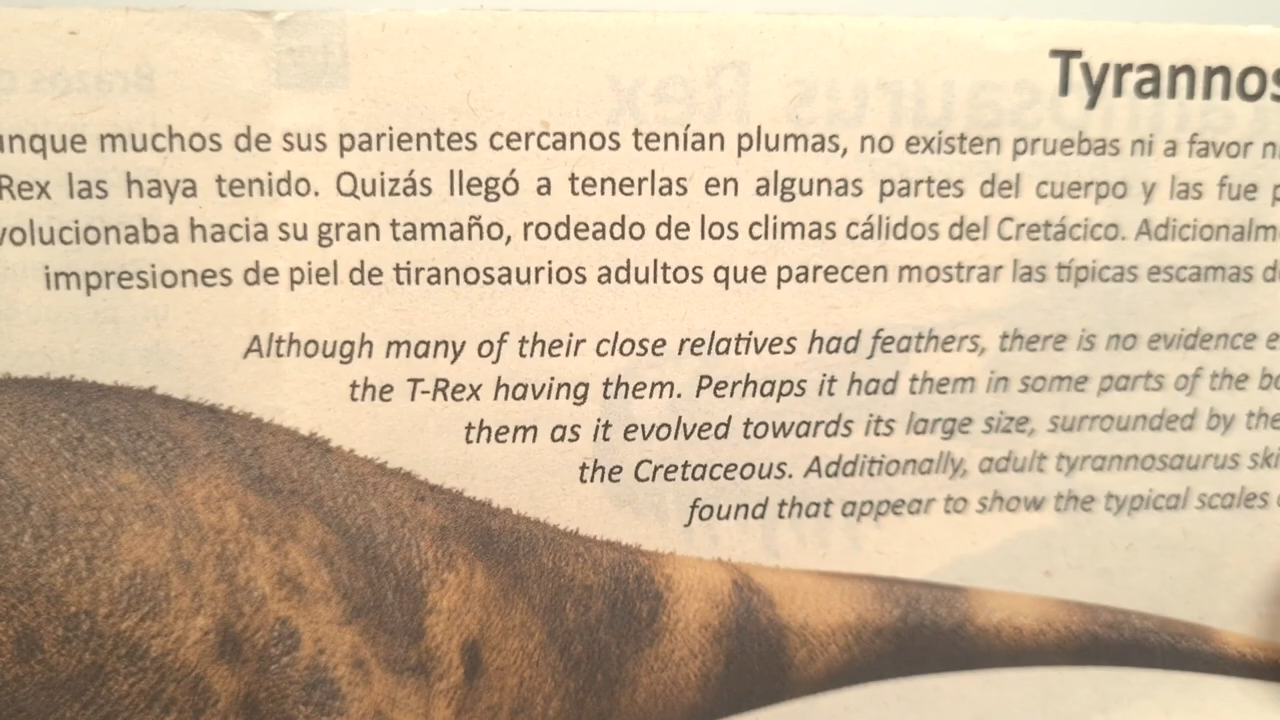 Tyrannos
unque muchos de sus parientes cercanos tenían plumas, no existen pruebas ni a favor n
Rex las haya tenido. Quizás llegó a tenerlas en algunas partes del cuerpo y las fue p
volucionaba hacia su gran tamaño, rodeado de los climas cálidos del Cretácico. Adicionalm
impresiones de piel de tiranosaurios adultos que parecen mostrar las típicas escamas d
Although many of their close relatives had feathers, there is no evidence e
the T-Rex having them. Perhaps it had them in some parts of the bo
them as it evolved towards its large size, surrounded by the
the Cretaceous. Additionally, adult tyrannosaurus ski
found that appear to show the typical scales